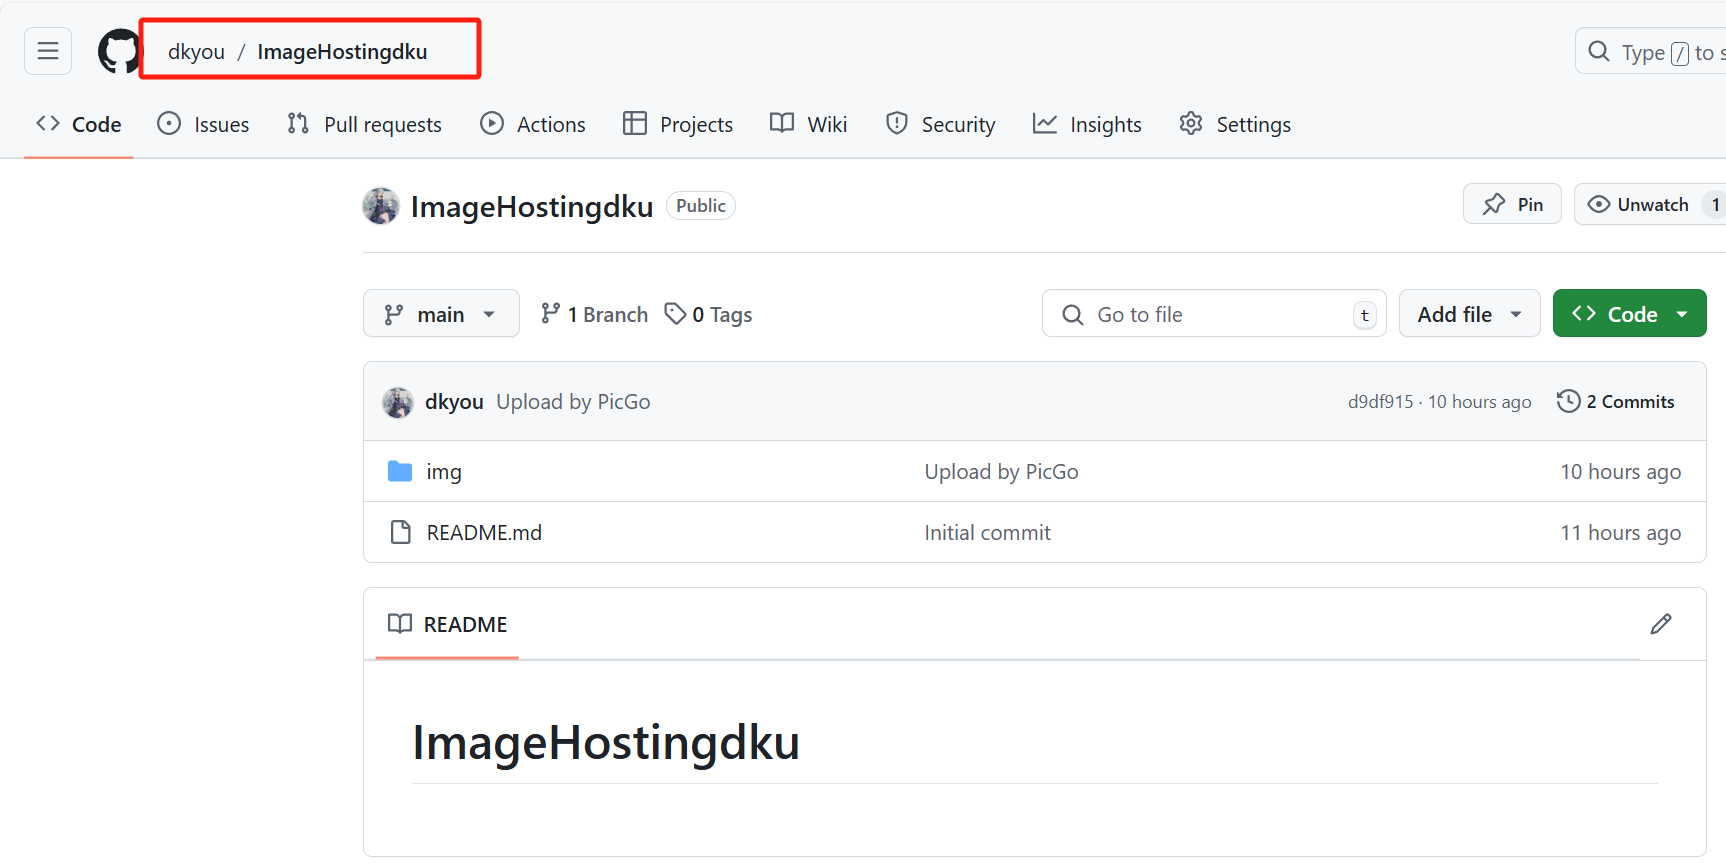 dkyou / ImageHostingdku
Type / to s
Code Issues Pull requests Actions Projects Wiki Security Insights Settings
ImageHostingdku Public Pin Unwatch 1
main 1 Branch 0 Tags Go to file t Add file Code
dkyou Upload by PicGo d9df915 · 10 hours ago 2 Commits
img Upload by PicGo 10 hours ago
README.md Initial commit 11 hours ago
README
ImageHostingdku